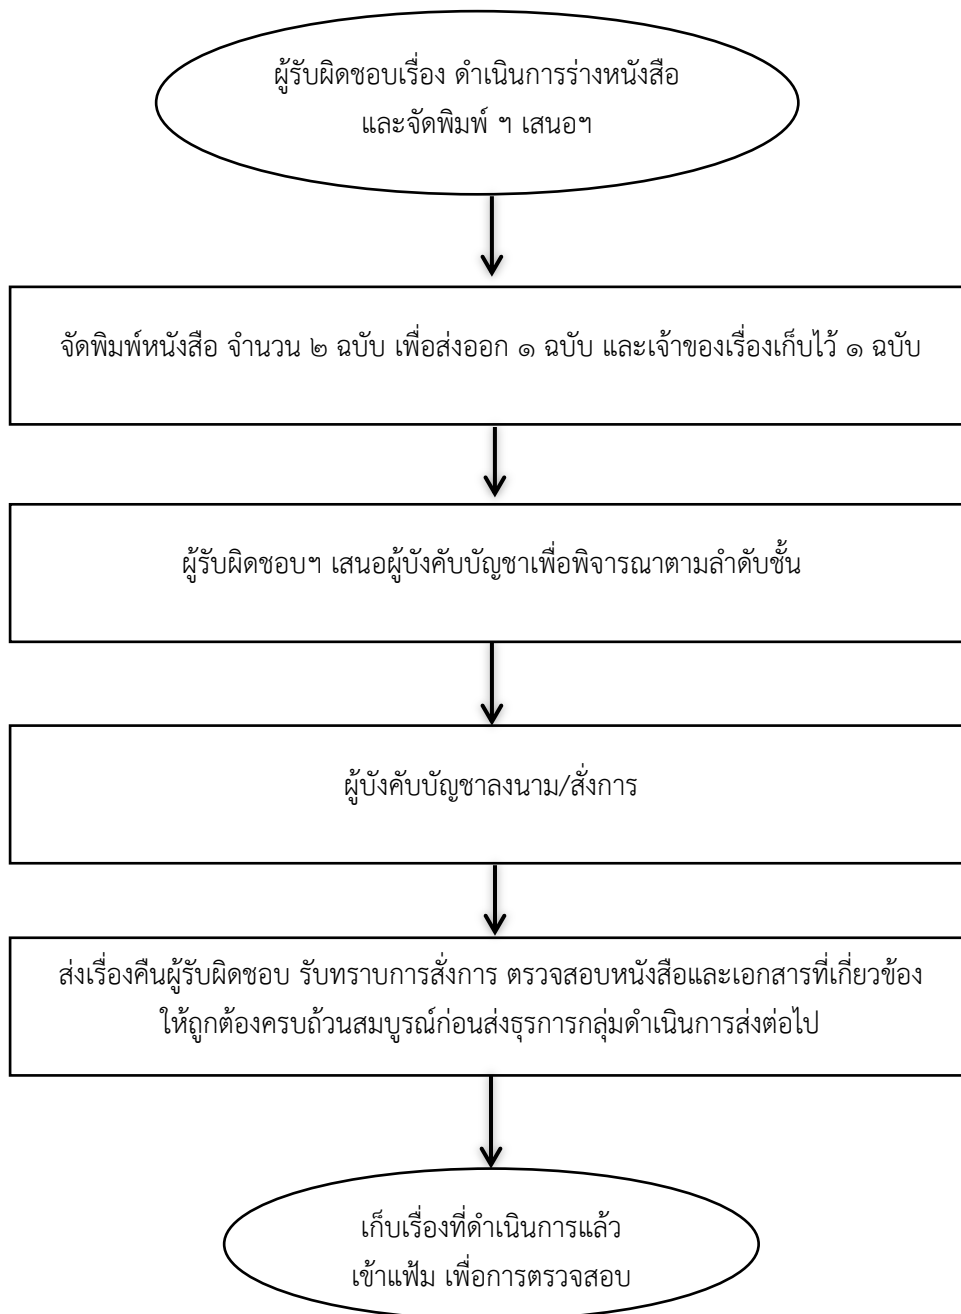 ผู้รับผิดชอบเรื่อง ดำเนินการร่างหนังสือ
และจัดพิมพ์ ฯ เสนอฯ
จัดพิมพ์หนังสือ จำนวน ๒ ฉบับ เพื่อส่งออก ๑ ฉบับ และเจ้าของเรื่องเก็บไว้ ๑ ฉบับ
ผู้รับผิดชอบฯ เสนอผู้บังคับบัญชาเพื่อพิจารณาตามลำดับชั้น
ผู้บังคับบัญชาลงนาม/สั่งการ
ส่งเรื่องคืนผู้รับผิดชอบ รับทราบการสั่งการ ตรวจสอบหนังสือและเอกสารที่เกี่ยวข้อง
ให้ถูกต้องครบถ้วนสมบูรณ์ก่อนส่งธุรการกลุ่มดำเนินการส่งต่อไป
เก็บเรื่องที่ดำเนินการแล้ว
เข้าแฟ้ม เพื่อการตรวจสอบ